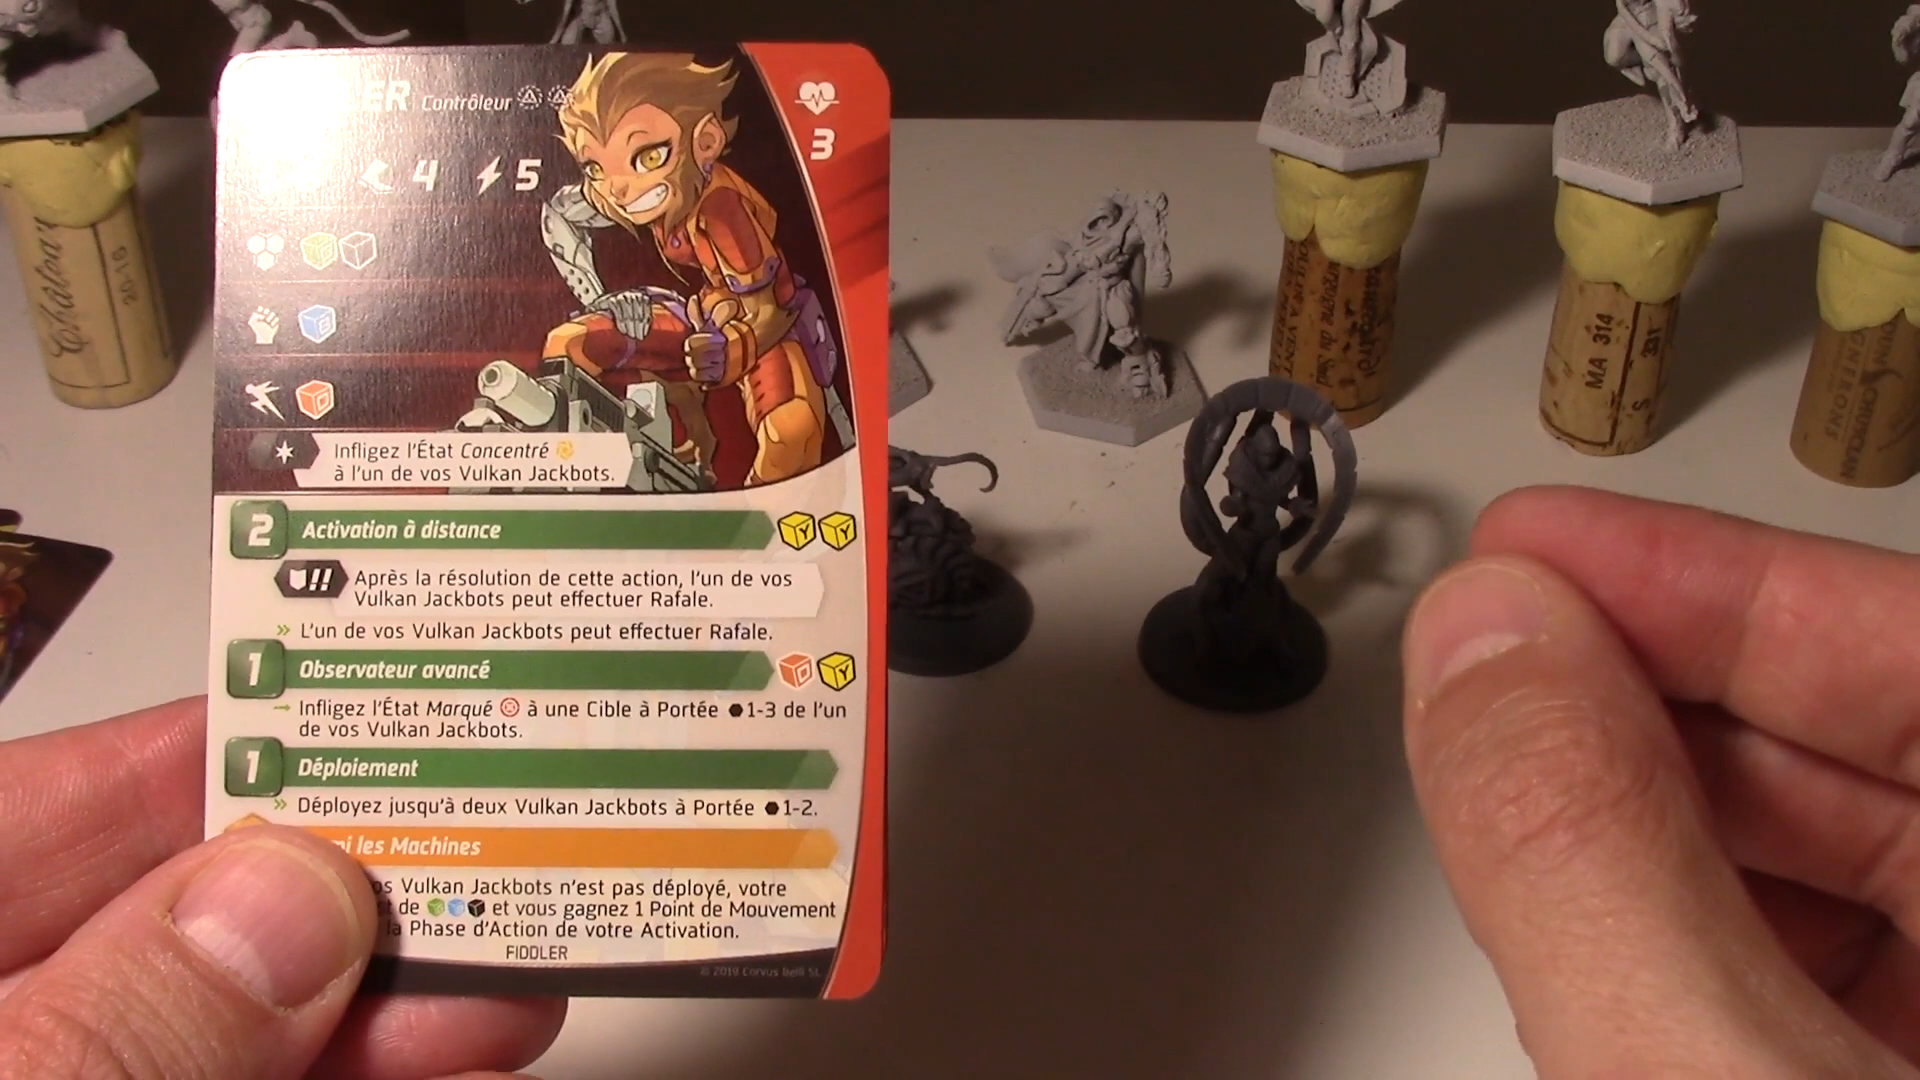 ER Contrôleur
3
4 5
Infligez l'État Concentré
à l'un de vos Vulkan Jackbots.
2 Activation à distance Y Y
!! Après la résolution de cette action, l'un de vos
Vulkan Jackbots peut effectuer Rafale.
» L'un de vos Vulkan Jackbots peut effectuer Rafale.
1 Observateur avancé Y
Infligez l'État Marqué à une Cible à Portée 1-3 de l'un
de vos Vulkan Jackbots.
1 Déploiement
» Déployez jusqu'à deux Vulkan Jackbots à Portée 1-2.
mi les Machines
os Vulkan Jackbots n'est pas déployé, votre
de et vous gagnez 1 Point de Mouvement
la Phase d'Action de votre Activation.
FIDDLER
© 2019 Corvus Belli SL
MA 314
331
S